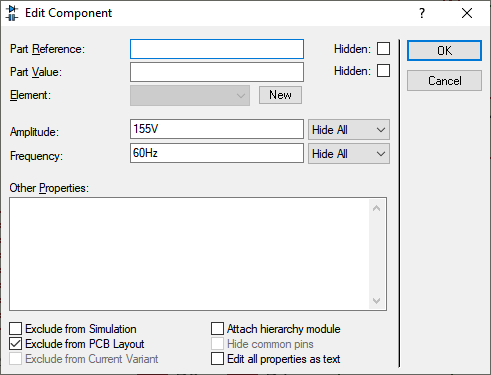 Edit Component
?
Part Reference:
Hidden:
OK
Part Value:
Hidden:
Cancel
Element:
New
Amplitude:
155V
Hide All
Frequency:
60Hz
Hide All
Other Properties:
Exclude from Simulation
Attach hierarchy module
Exclude from PCB Layout
Hide common pins
Exclude from Current Variant
Edit all properties as text